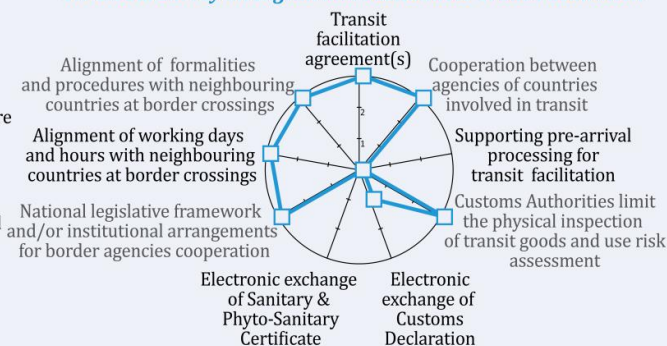 Transit
facilitation
agreement(s)
Cooperation between
agencies of countries
involved in transit
Supporting pre-arrival
processing for
transit facilitation
Customs Authorities limit
the physical inspection
of transit goods and use risk
assessment
Electronic
exchange of
Customs
Declaration
Electronic exchange
of Sanitary &
Phyto-Sanitary
Certificate
National legislative framework
and/or institutional arrangements
for border agencies cooperation
Alignment of working days
and hours with neighbouring
countries at border crossings
Alignment of formalities
and procedures with neighbouring
countries at border crossings
2
1